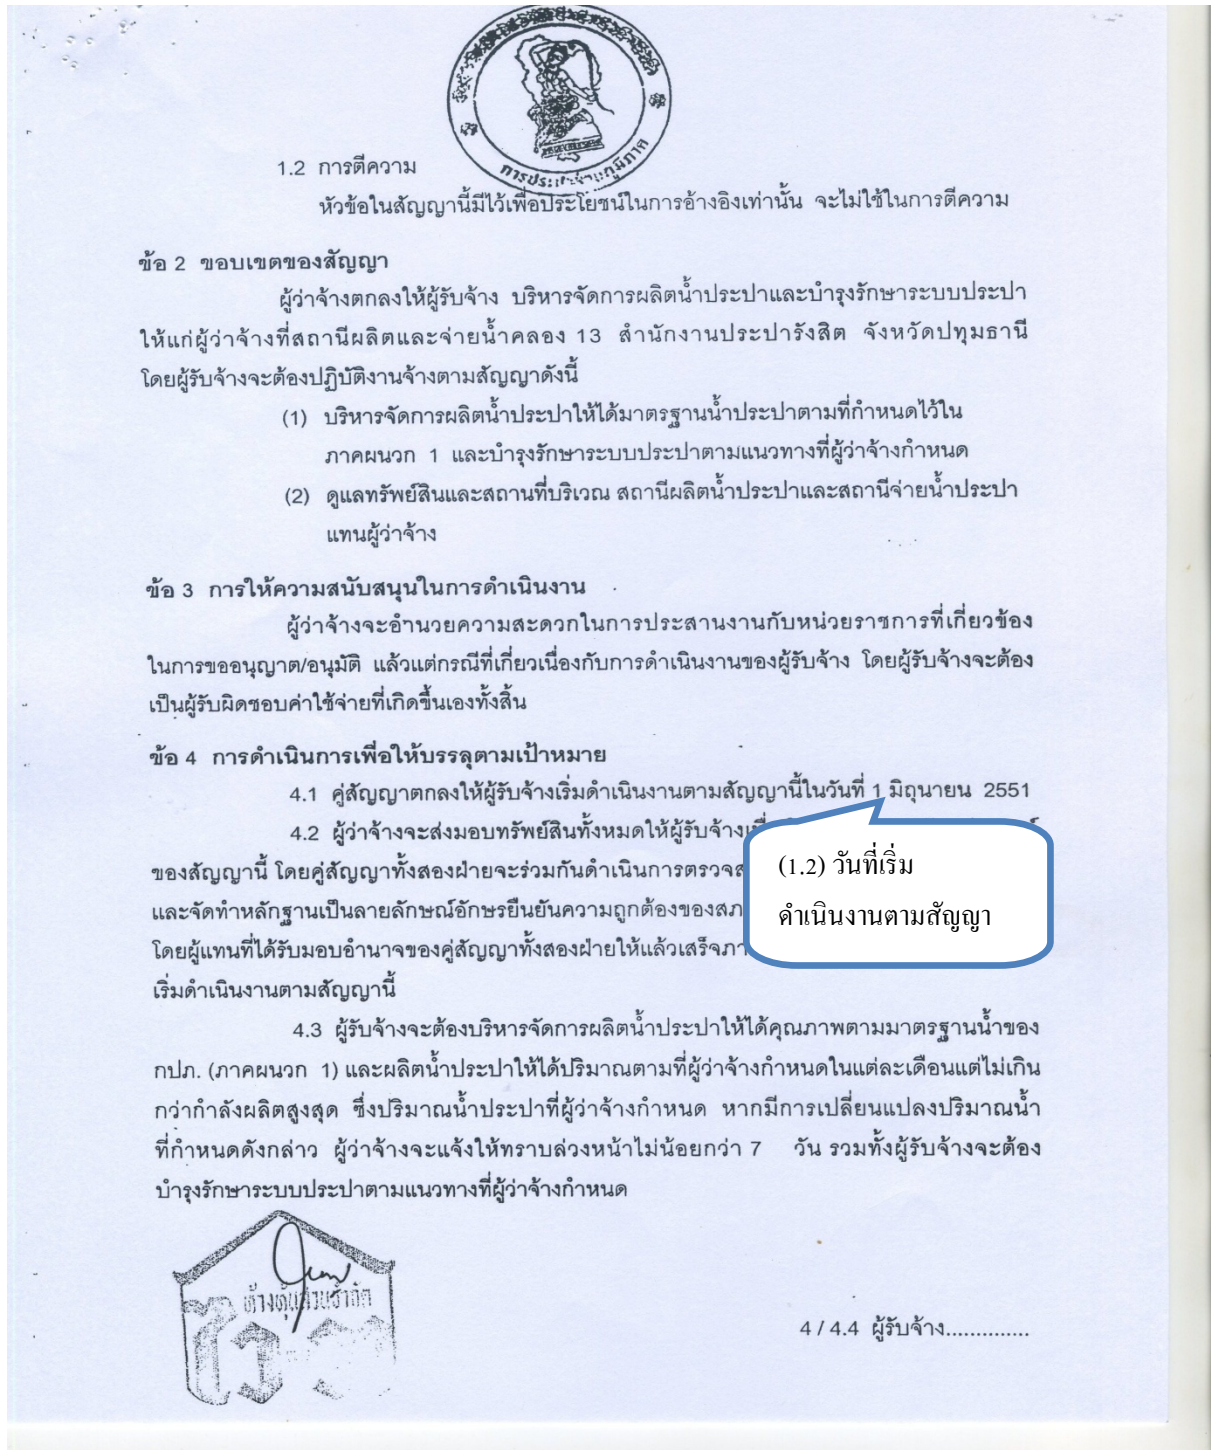 1.2 การตีความ
หัวข้อในสัญญานี้มีไว้เพื่อประโยชน์ในการอ้างอิงเท่านั้น จะไม่ใช้ในการตีความ
ข้อ 2 ขอบเขตของสัญญา
ผู้ว่าจ้างตกลงให้ผู้รับจ้าง บริหารจัดการผลิตน้ำประปาและบำรุงรักษาระบบประปา
ให้แก่ผู้ว่าจ้างที่สถานีผลิตและจ่ายน้ำคลอง 13 สำนักงานประปารังสิต จังหวัดปทุมธานี
โดยผู้รับจ้างจะต้องปฏิบัติงานจ้างตามสัญญาดังนี้
(1) บริหารจัดการผลิตน้ำประปาให้ได้มาตรฐานน้ำประปาตามที่กำหนดไว้ใน
ภาคผนวก 1 และบำรุงรักษาระบบประปาตามแนวทางที่ผู้ว่าจ้างกำหนด
(2) ดูแลทรัพย์สินและสถานที่บริเวณ สถานีผลิตน้ำประปาและสถานีจ่ายน้ำประปา
แทนผู้ว่าจ้าง
ข้อ 3 การให้ความสนับสนุนในการดำเนินงาน
ผู้ว่าจ้างจะอำนวยความสะดวกในการประสานงานกับหน่วยราชการที่เกี่ยวข้อง
ในการขออนุญาต/อนุมัติ แล้วแต่กรณีที่เกี่ยวเนื่องกับการดำเนินงานของผู้รับจ้าง โดยผู้รับจ้างจะต้อง
เป็นผู้รับผิดชอบค่าใช้จ่ายที่เกิดขึ้นเองทั้งสิ้น
ข้อ 4 การดำเนินการเพื่อให้บรรลุตามเป้าหมาย
4.1 คู่สัญญาตกลงให้ผู้รับจ้างเริ่มดำเนินงานตามสัญญานี้ในวันที่ 1 มิถุนายน 2551
4.2 ผู้ว่าจ้างจะส่งมอบทรัพย์สินทั้งหมดให้ผู้รับจ้าง
ของสัญญานี้ โดยคู่สัญญาทั้งสองฝ่ายจะร่วมกันดำเนินการ
และจัดทำหลักฐานเป็นลายลักษณ์อักษรยืนยันความถูกต้องของ
โดยผู้แทนที่ได้รับมอบอำนาจของคู่สัญญาทั้งสองฝ่ายให้แล้วเสร็จ
เริ่มดำเนินงานตามสัญญานี้
(1.2) วันที่เริ่ม
ดำเนินงานตามสัญญา
4.3 ผู้รับจ้างจะต้องบริหารจัดการผลิตน้ำประปาให้ได้คุณภาพตามมาตรฐานน้ำของ
กปภ. (ภาคผนวก 1) และผลิตน้ำประปาให้ได้ปริมาณตามที่ผู้ว่าจ้างกำหนดในแต่ละเดือนแต่ไม่เกิน
กว่ากำลังผลิตสูงสุด ซึ่งปริมาณน้ำประปาที่ผู้ว่าจ้างกำหนด หากมีการเปลี่ยนแปลงปริมาณน้ำ
ที่กำหนดดังกล่าว ผู้ว่าจ้างจะแจ้งให้ทราบล่วงหน้าไม่น้อยกว่า 7 วัน รวมทั้งผู้รับจ้างจะต้อง
บำรุงรักษาระบบประปาตามแนวทางที่ผู้ว่าจ้างกำหนด
ห้างหุ้นส่วนจำกัด
4 / 4.4 ผู้รับจ้าง..............